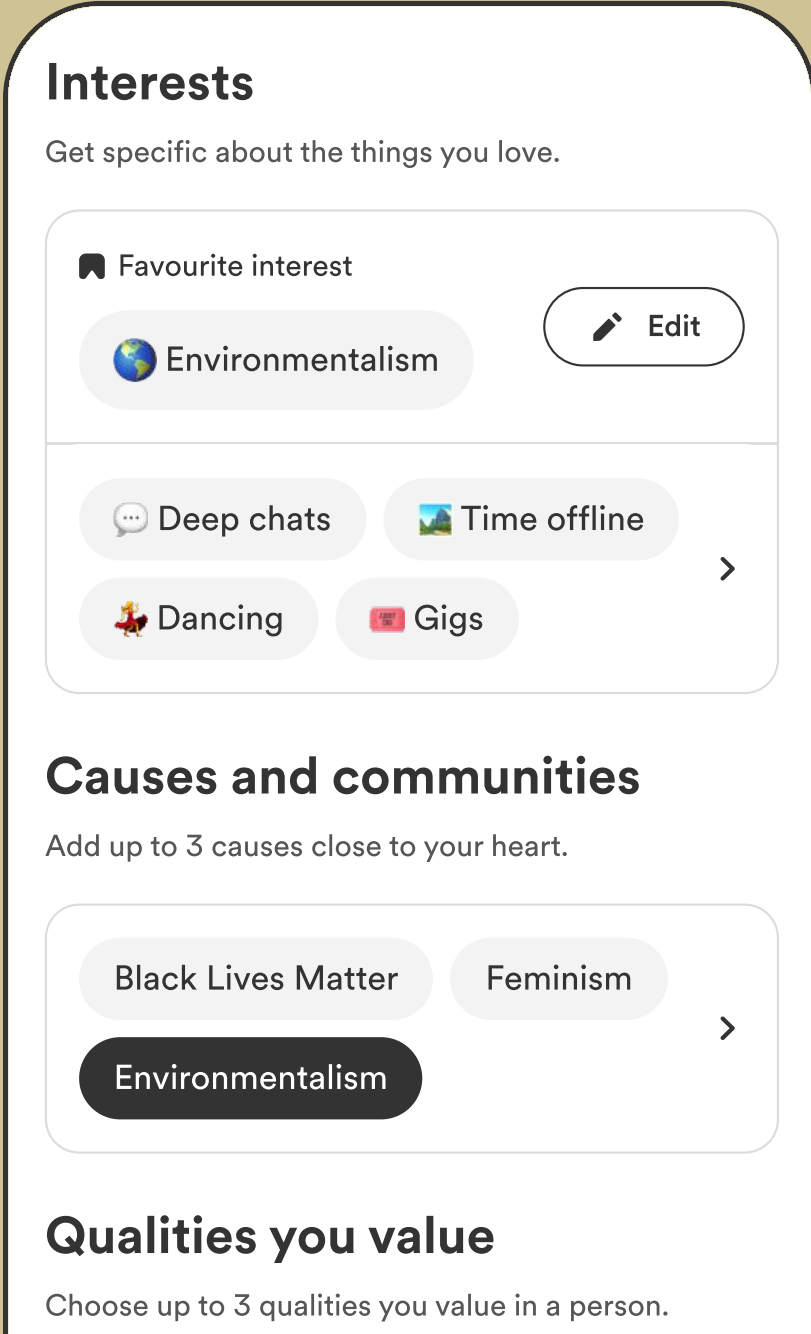 Interests
Get specific about the things you love.
Favourite interest
Environmentalism
Edit
Deep chats
Time offline
Dancing
Gigs
Causes and communities
Add up to 3 causes close to your heart.
Black Lives Matter
Feminism
Environmentalism
Qualities you value
Choose up to 3 qualities you value in a person.